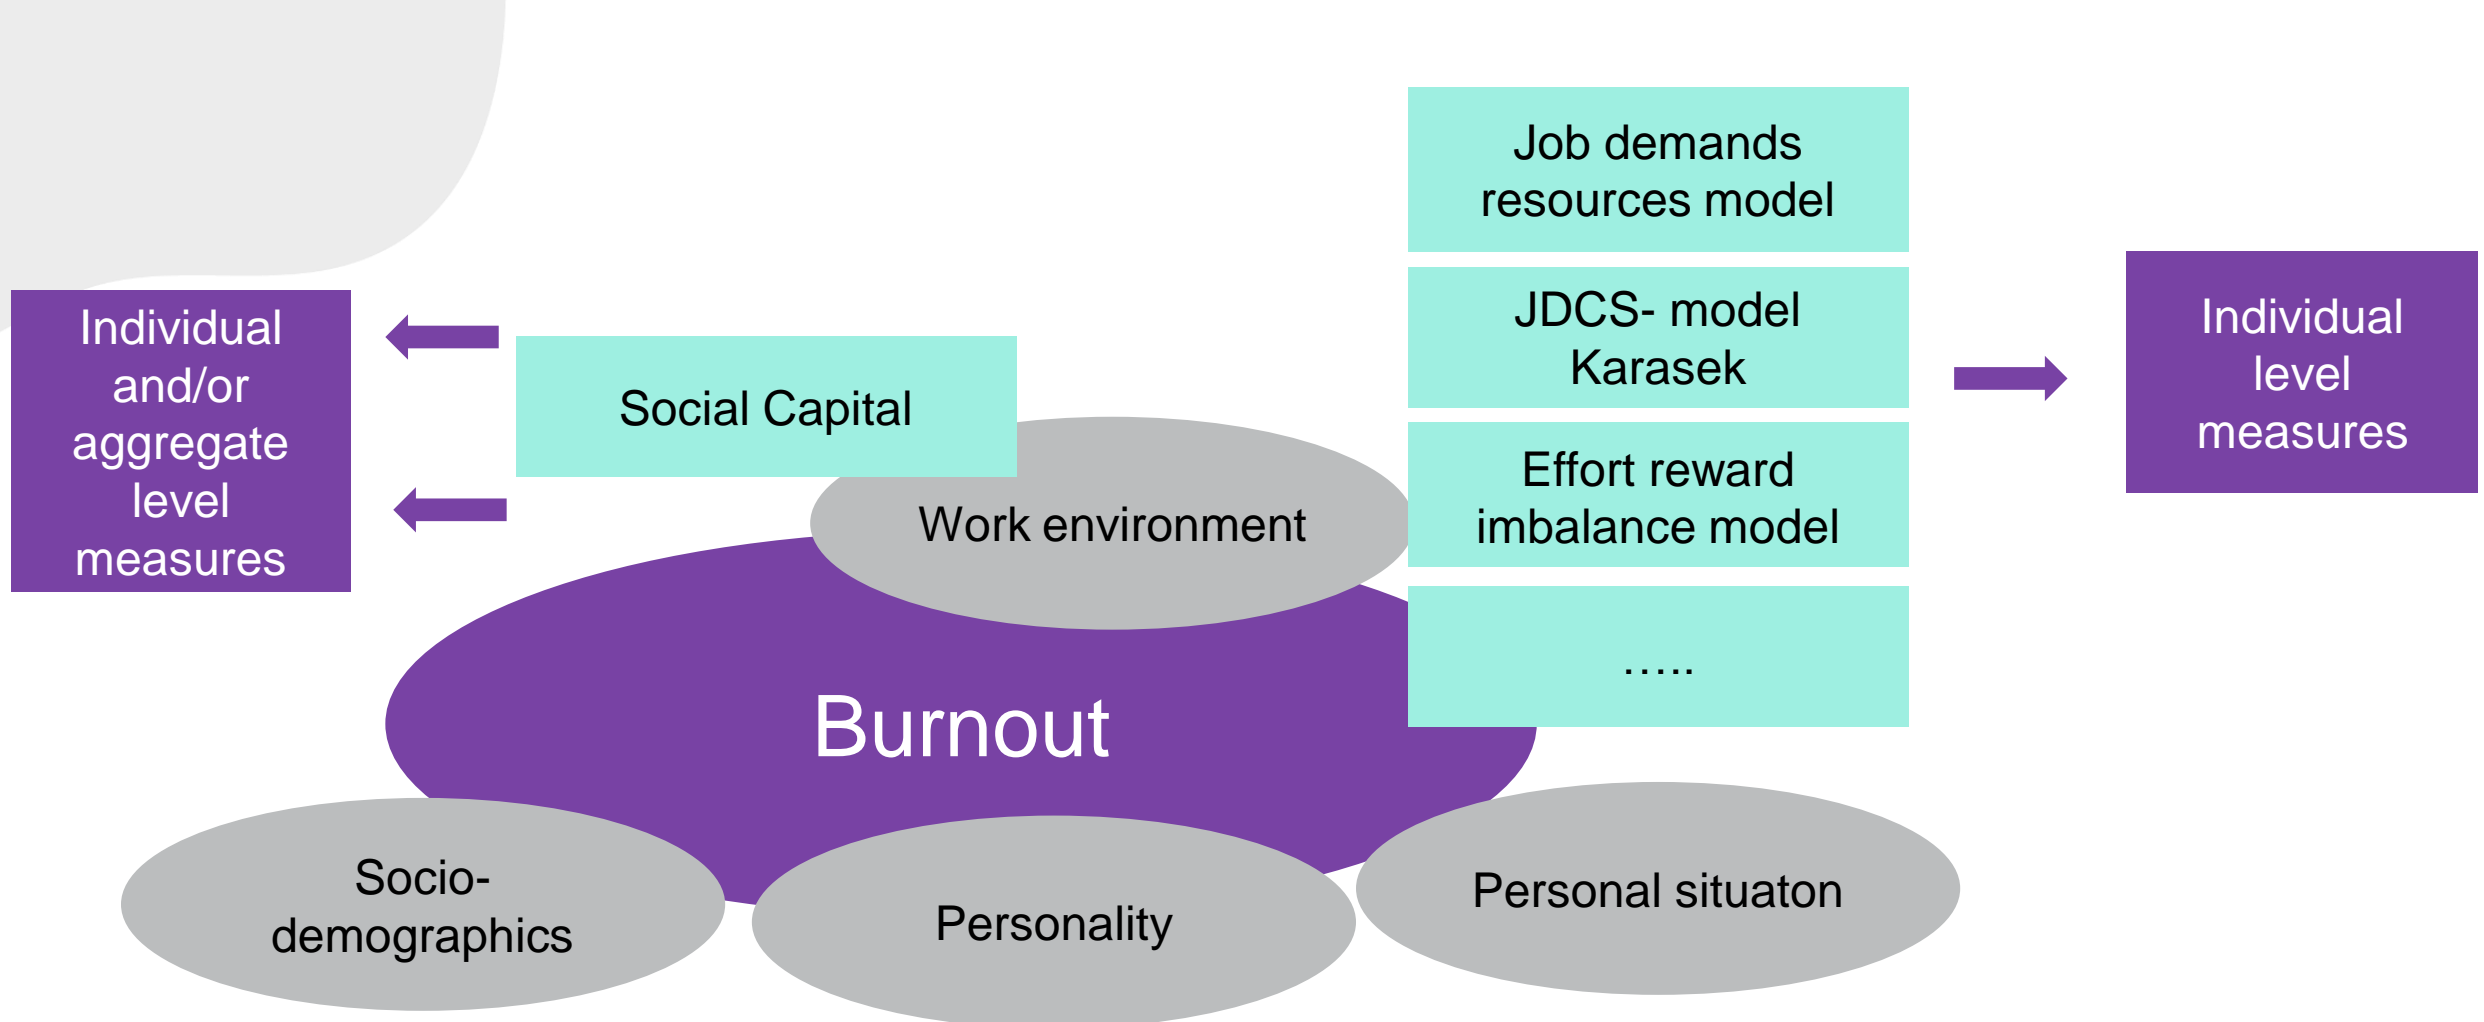 Job demands
resources model
JDCS- model
Karasek
Effort reward
imbalance model
…..
Individual
level
measures
Individual
and/or
aggregate
level
measures
Social Capital
Work environment
Burnout
Socio-
demographics
Personality
Personal situaton